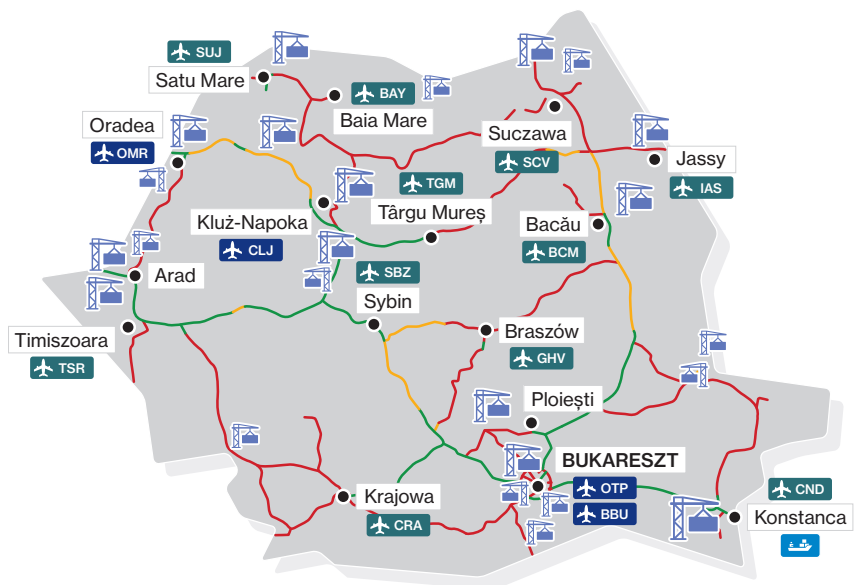 SUJ
Satu Mare
BAY
Baia Mare
Oradea
OMR
Suczawa
SCV
Jassy
IAS
TGM
Târgu Mureș
Kluż-Napoka
CLJ
Bacău
BCM
SBZ
Sybin
Arad
Timiszoara
TSR
Braszów
GHV
Ploiești
BUKARESZT
OTP
BBU
Krajowa
CRA
CND
Konstanca